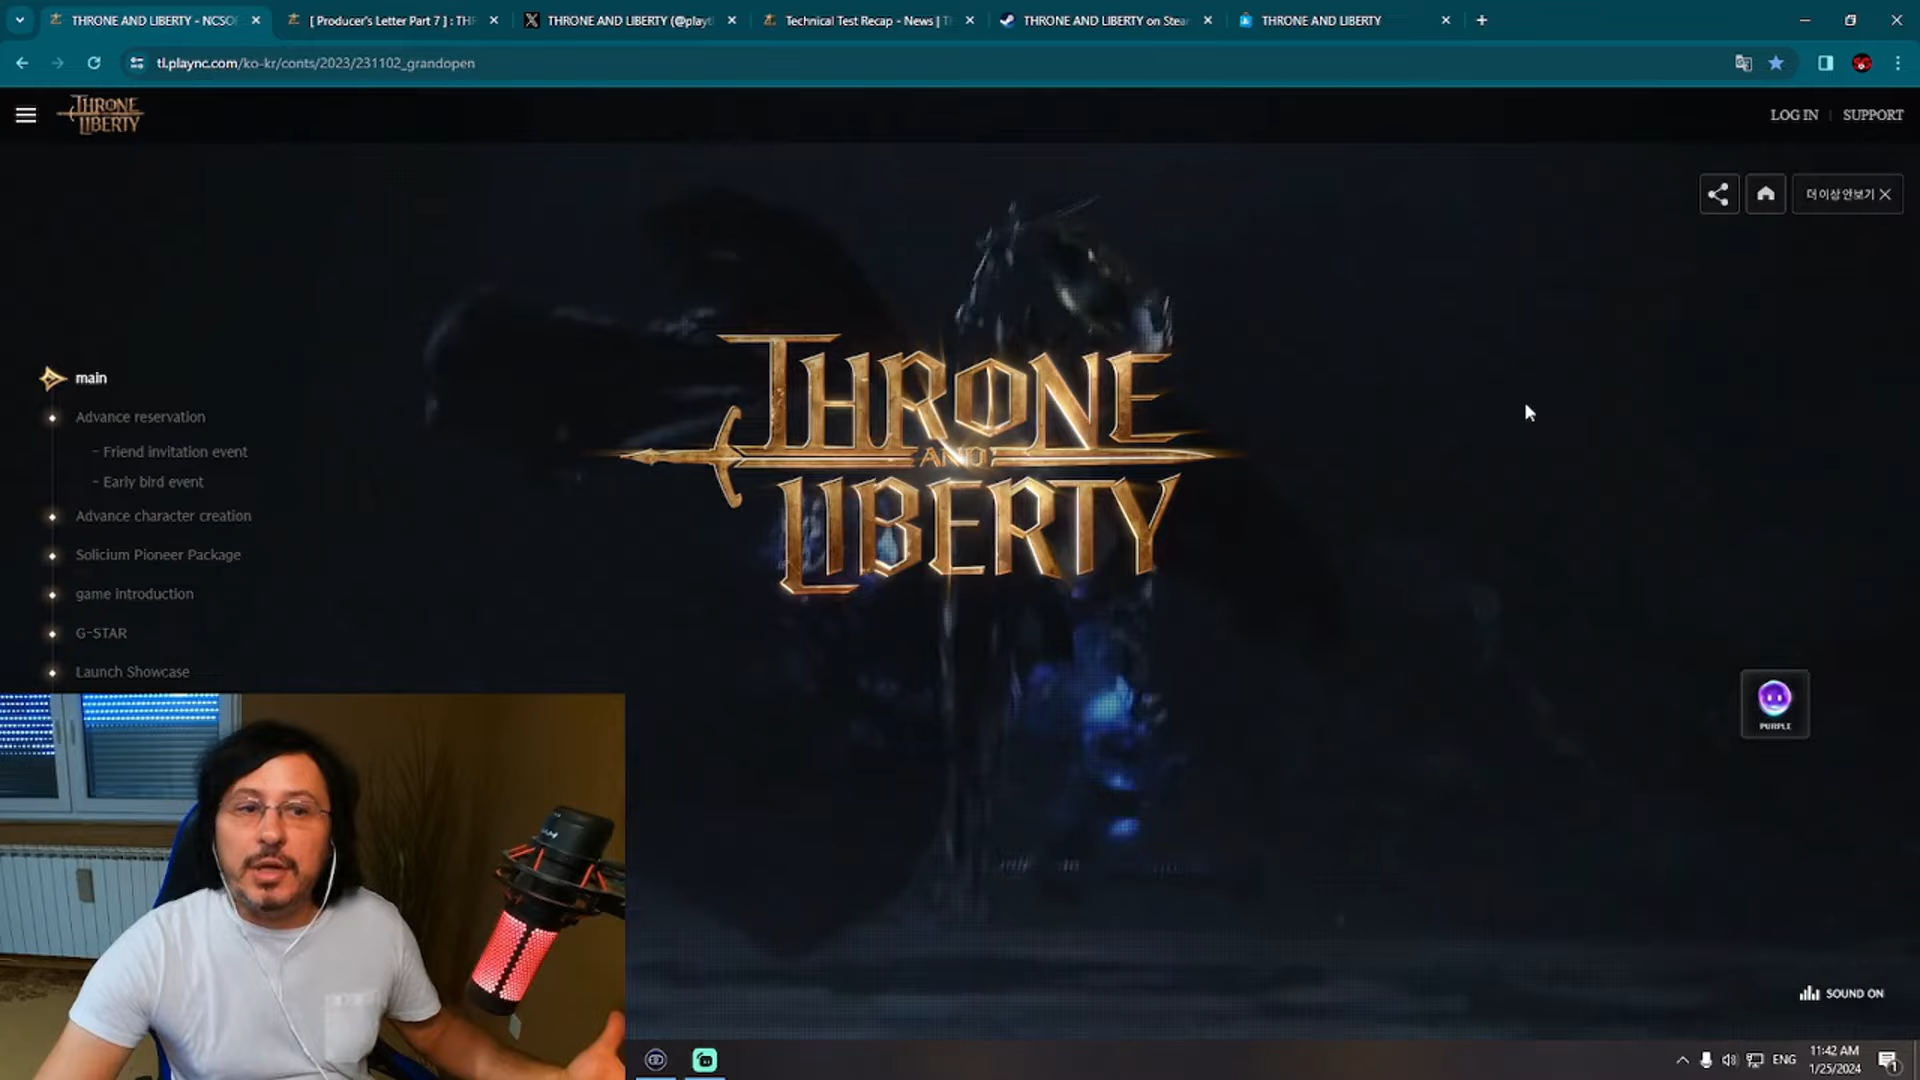 THRONE AND LIBERTY - NCSO
[ Producer's Letter Part 7 ] : TH
THRONE AND LIBERTY (@playt
Technical Test Recap - News | T
THRONE AND LIBERTY on Stea
THRONE AND LIBERTY
tl.plaync.com/ko-kr/conts/2023/231102_grandopen
THRONE
LIBERTY
LOG IN
SUPPORT
더 이상 안보기
THRONE
AND
LIBERTY
main
Advance reservation
- Friend invitation event
- Early bird event
Advance character creation
Solicium Pioneer Package
game introduction
G-STAR
Launch Showcase
PURPLE
SOUND ON
ENG
11:42 AM
1/25/2024
1